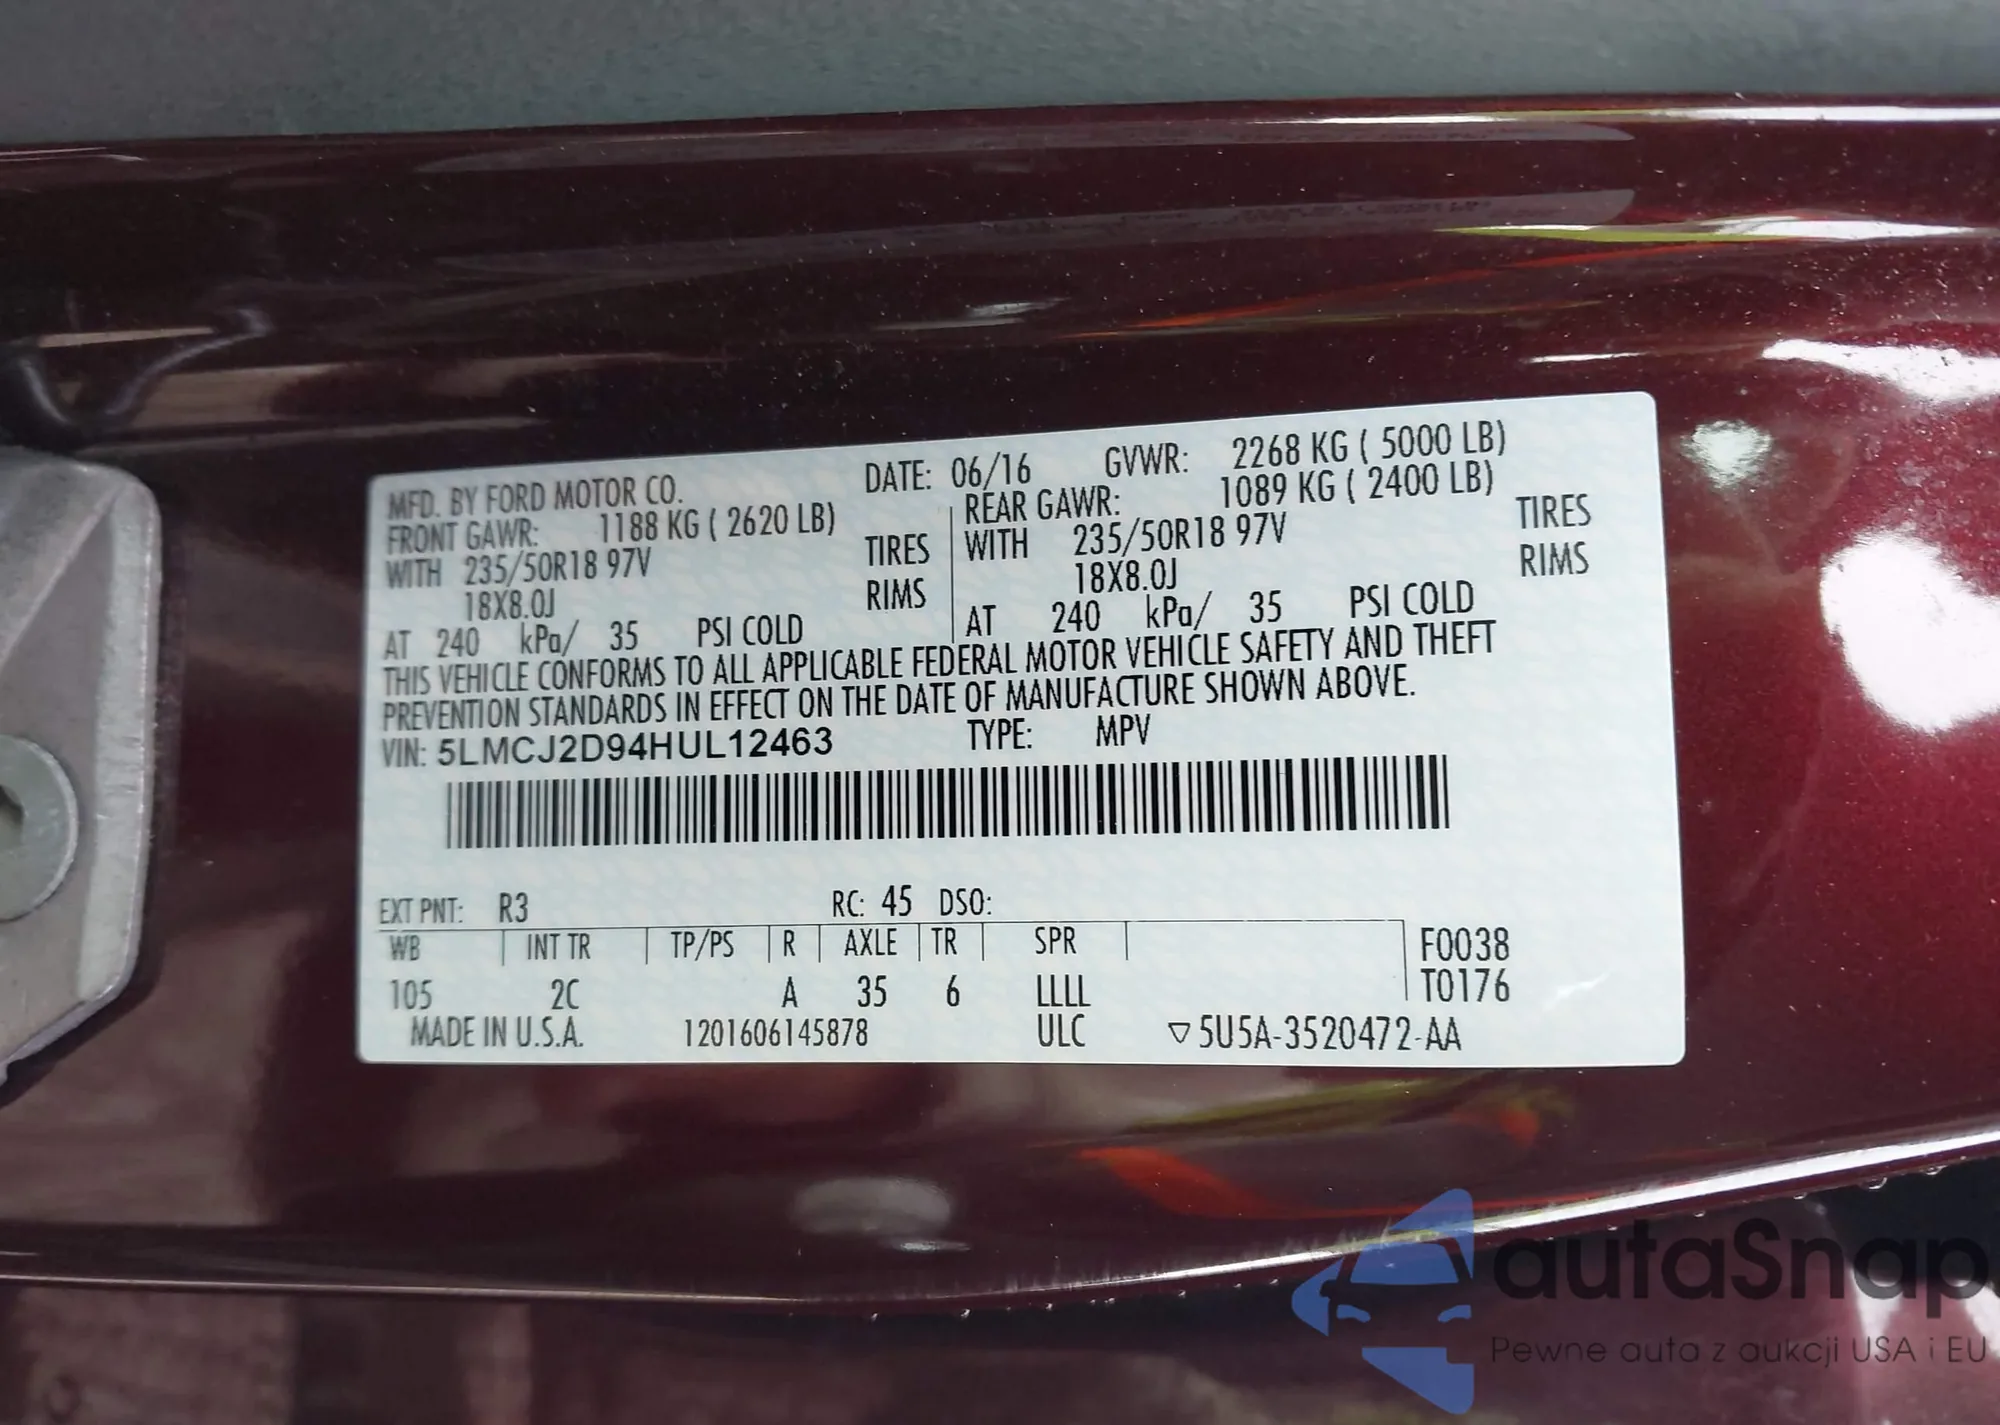 MFD. BY FORD MOTOR CO. DATE: 06/16 GVWR: 2268 KG ( 5000 LB)
FRONT GAWR: 1188 KG ( 2620 LB) REAR GAWR: 1089 KG ( 2400 LB)
WITH 235/50R18 97V TIRES WITH 235/50R18 97V TIRES
18X8.0J RIMS 18X8.0J RIMS
AT 240 kPa/ 35 PSI COLD AT 240 kPa/ 35 PSI COLD
THIS VEHICLE CONFORMS TO ALL APPLICABLE FEDERAL MOTOR VEHICLE SAFETY AND THEFT
PREVENTION STANDARDS IN EFFECT ON THE DATE OF MANUFACTURE SHOWN ABOVE.
VIN: 5LMCJ2D94HUL12463 TYPE: MPV
EXT PNT: R3 RC: 45 DSO:
WB INT TR TP/PS R AXLE TR SPR F0038
105 2C A 35 6 LLLL T0176
MADE IN U.S.A. 1201606145878 ULC ▽5U5A-3520472-AA
autaSnap
Pewne auta z aukcji USA i EU